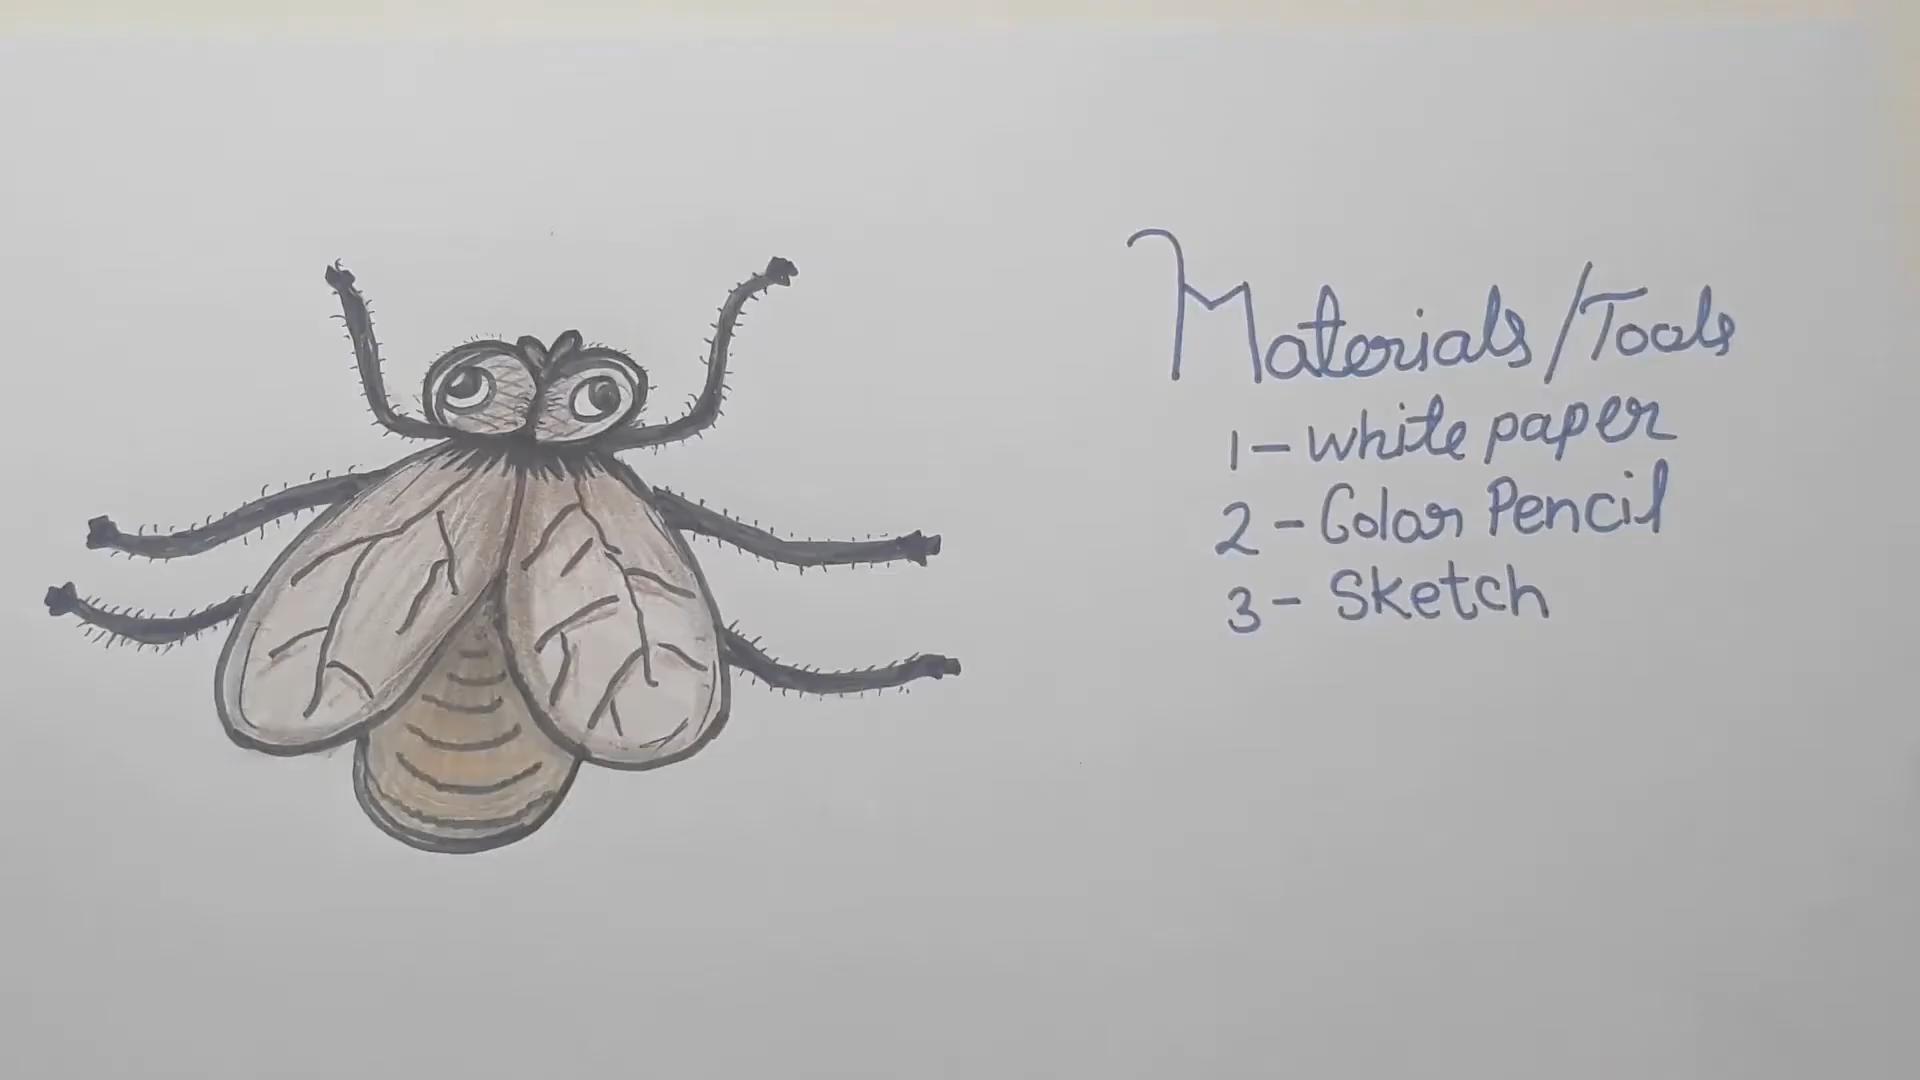 Materials/Tools
1- white paper
2- Color Pencil
3- Sketch